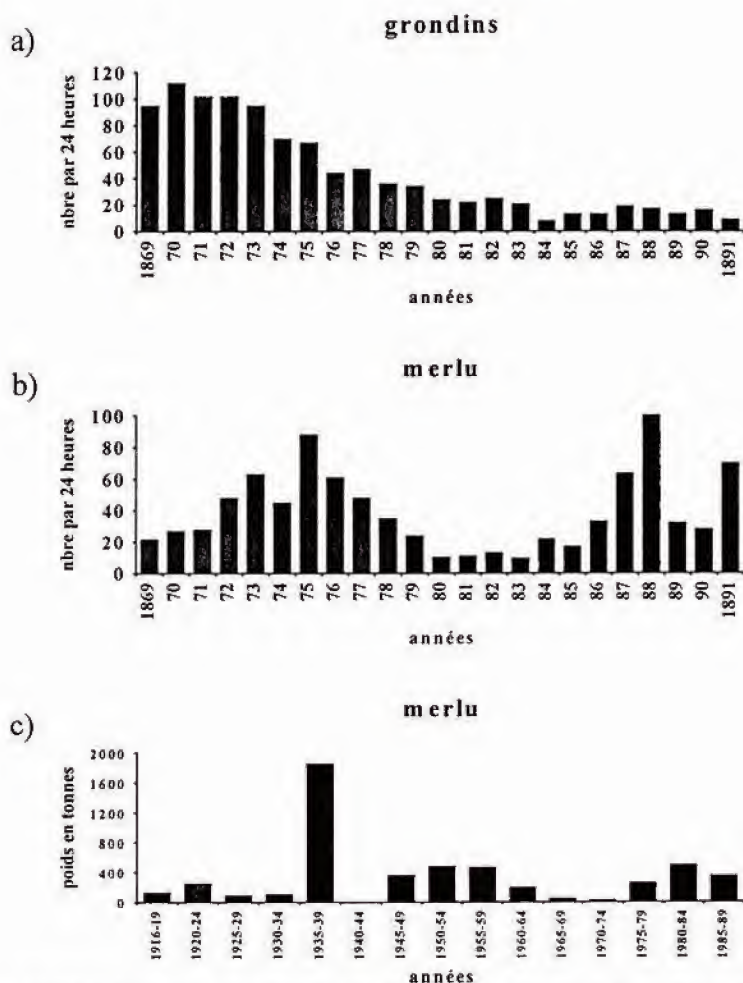 a)
grondins
nbre par 24 heures
120
100
80
60
40
20
0
1869 70 71 72 73 74 75 76 77 78 79 80 81 82 83 84 85 86 87 88 89 90 1891
années
b)
merlu
nbre par 24 heures
100
80
60
40
20
0
1869 70 71 72 73 74 75 76 77 78 79 80 81 82 83 84 85 86 87 88 89 90 1891
années
c)
merlu
poids en tonnes
2000
1600
1200
800
400
0
1916-19 1920-24 1925-29 1930-34 1935-39 1940-44 1945-49 1950-54 1955-59 1960-64 1965-69 1970-74 1975-79 1980-84 1985-89
années